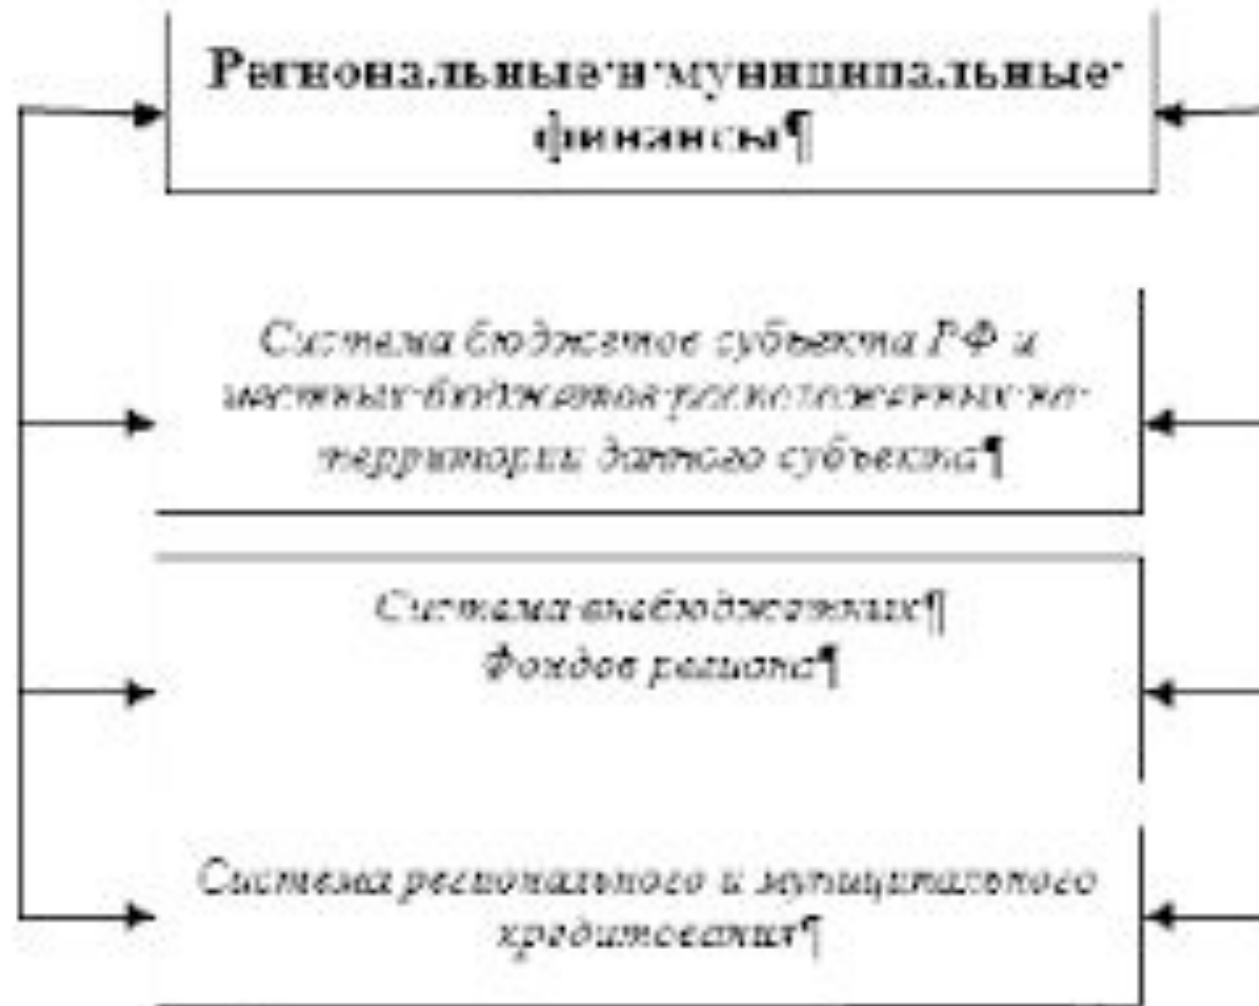 Региональные и муниципальные
финансы¶
Система бюджетов субъекта РФ и
местных бюджетов расположенных на
территории данного субъекта¶
Система внебюджетных¶
Фондов региона¶
Система регионального и муниципального
кредитования¶